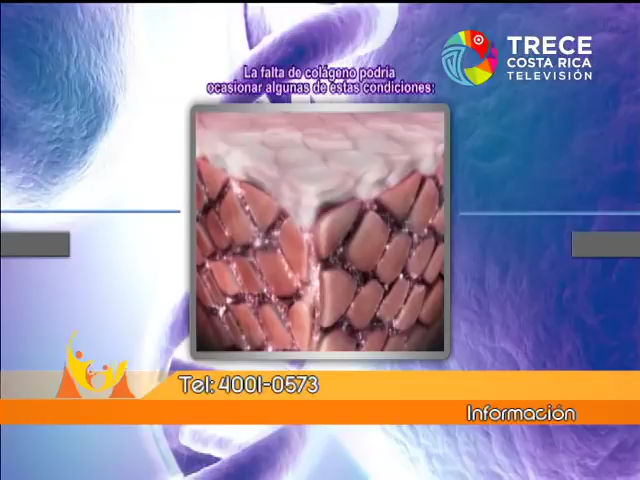 TRECE
COSTA RICA
TELEVISIÓN
La falta de colágeno podría
ocasionar algunas de estas condiciones:
Tel: 4001-0573
Información